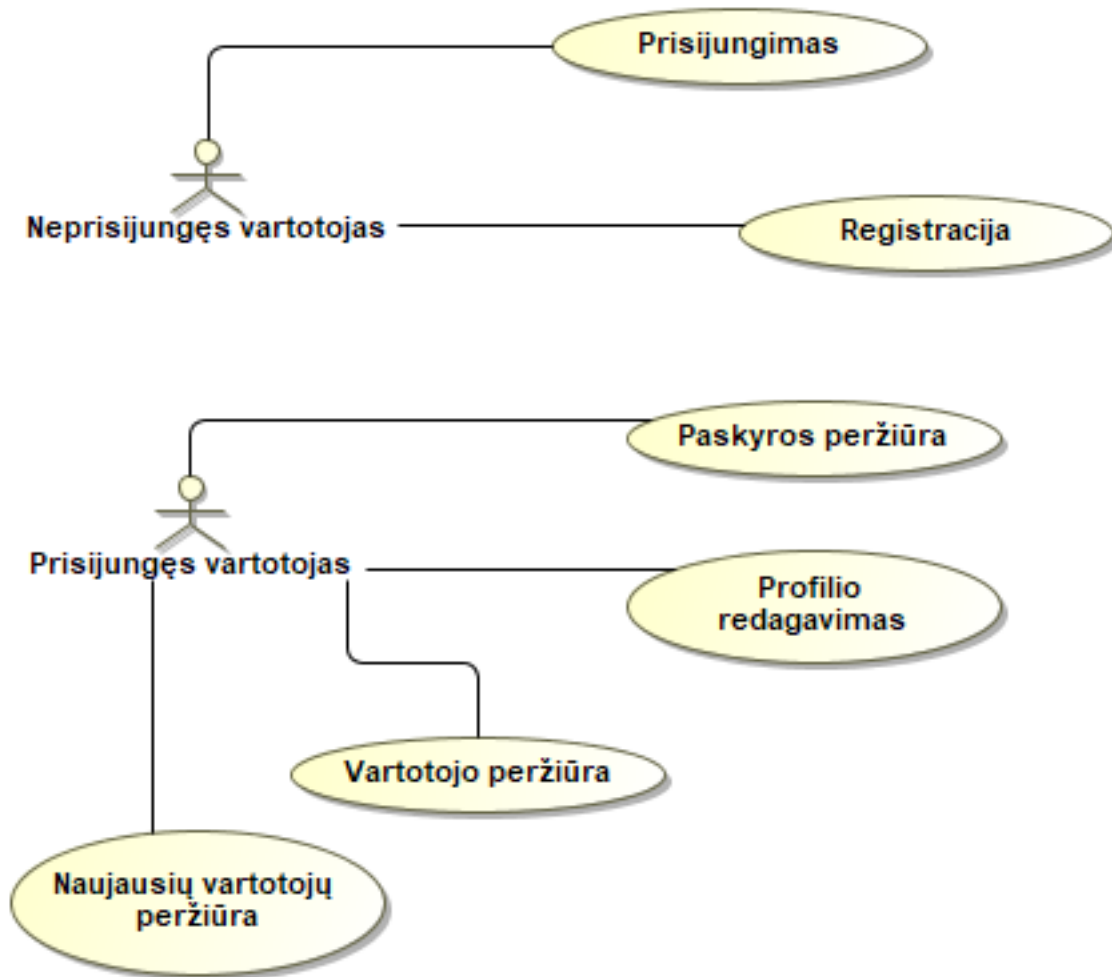 Prisijungimas
Neprisijungęs vartotojas
Registracija
Paskyros peržiūra
Prisijungęs vartotojas
Profilio
redagavimas
Vartotojo peržiūra
Naujausių vartotojų
peržiūra